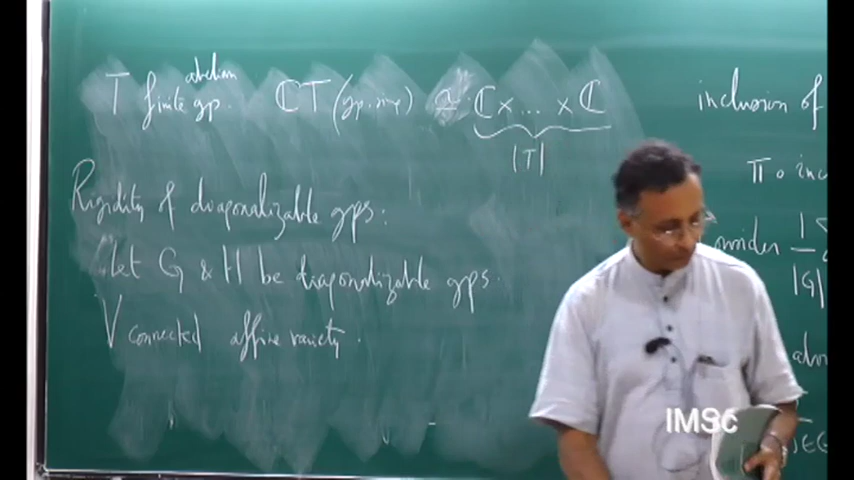 T finite abelian gp. ℂT (gp. ring) ≅ ℂ × ... × ℂ
|T|
Rigidity of diagonalizable gps:
Let G & H be diagonalizable gps.
V connected affine variety.
inclusion of
π o inc
onsider 1
|G|
IMSc